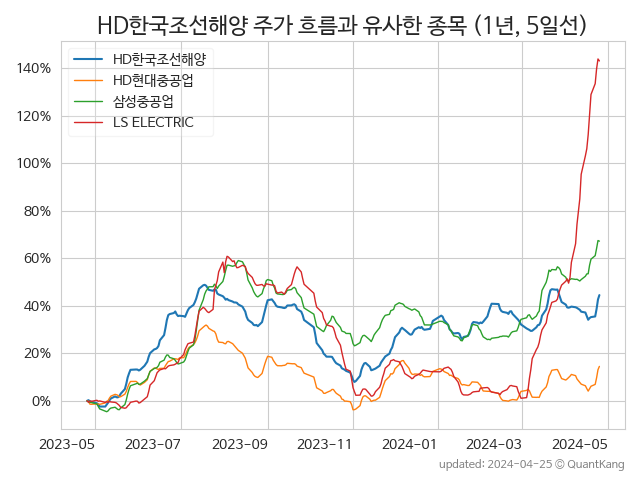 HD한국조선해양 주가 흐름과 유사한 종목 (1년, 5일선)
HD한국조선해양
HD현대중공업
삼성중공업
LS ELECTRIC
140%
120%
100%
80%
60%
40%
20%
0%
2023-05 2023-07 2023-09 2023-11 2024-01 2024-03 2024-05
updated: 2024-04-25 © QuantKang